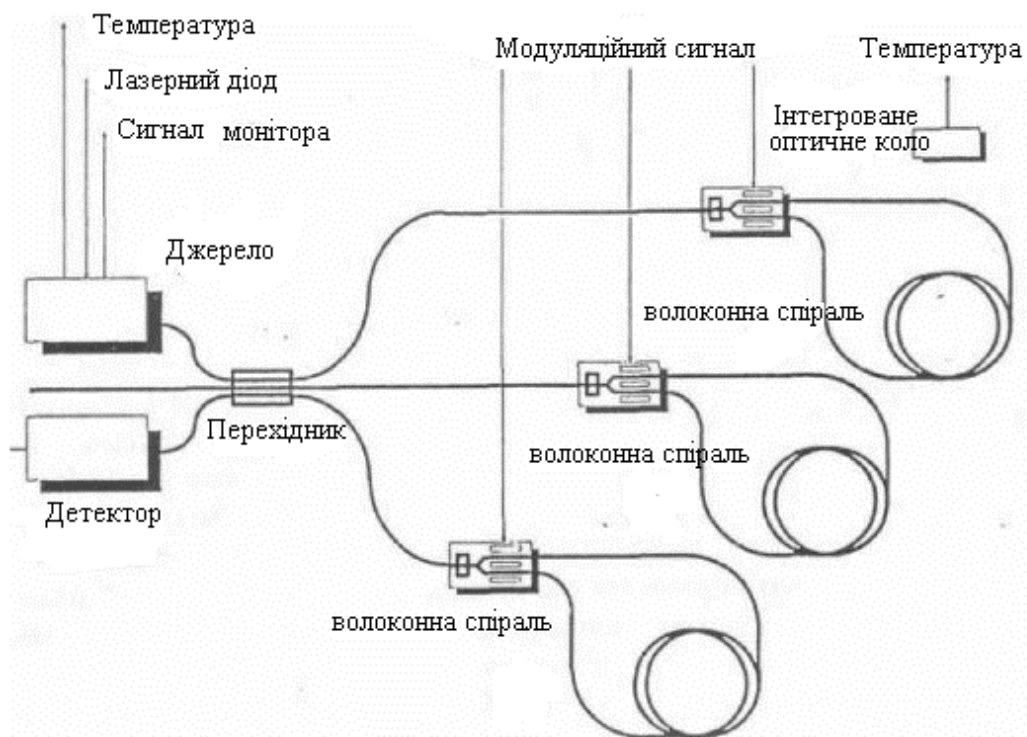 Температура
Лазерний діод
Сигнал монітора
Модуляційний сигнал
Температура
Інтегроване
оптичне коло
Джерело
волоконна спіраль
Перехідник
волоконна спіраль
Детектор
волоконна спіраль